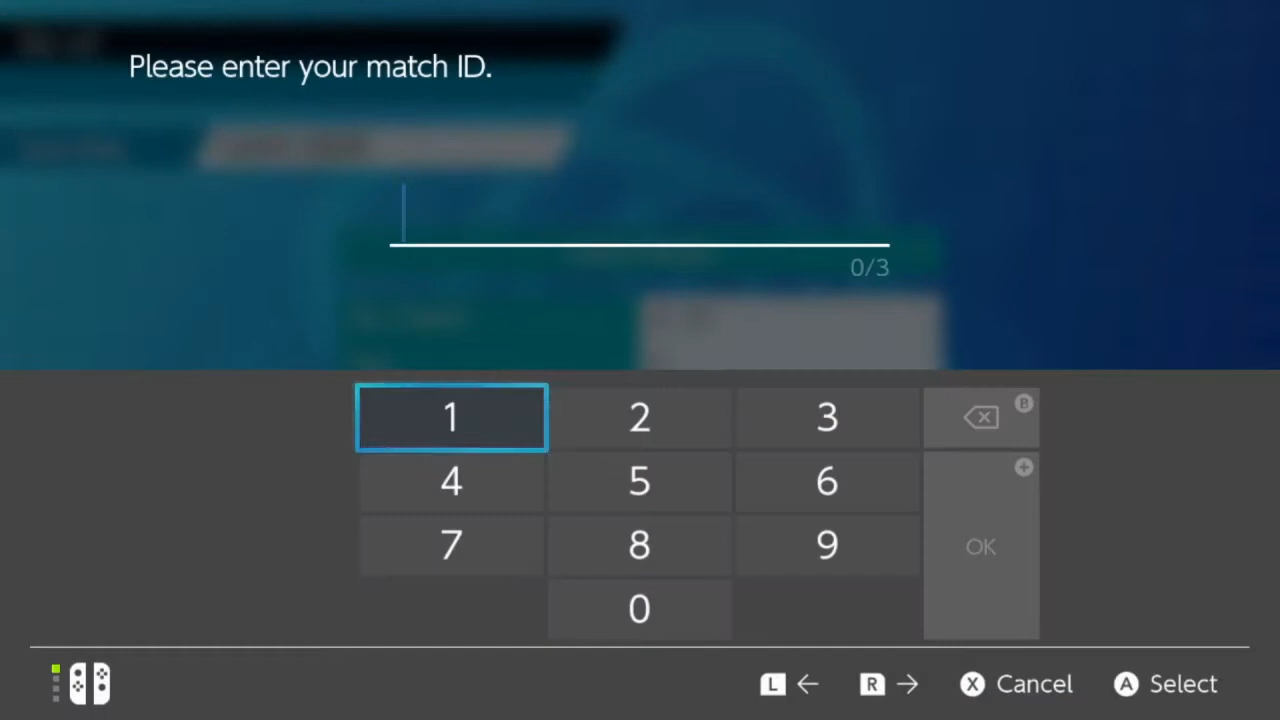 Please enter your match ID.
0/3
1 2 3 B
4 5 6 +
7 8 9 OK
0
L ← R → X Cancel A Select